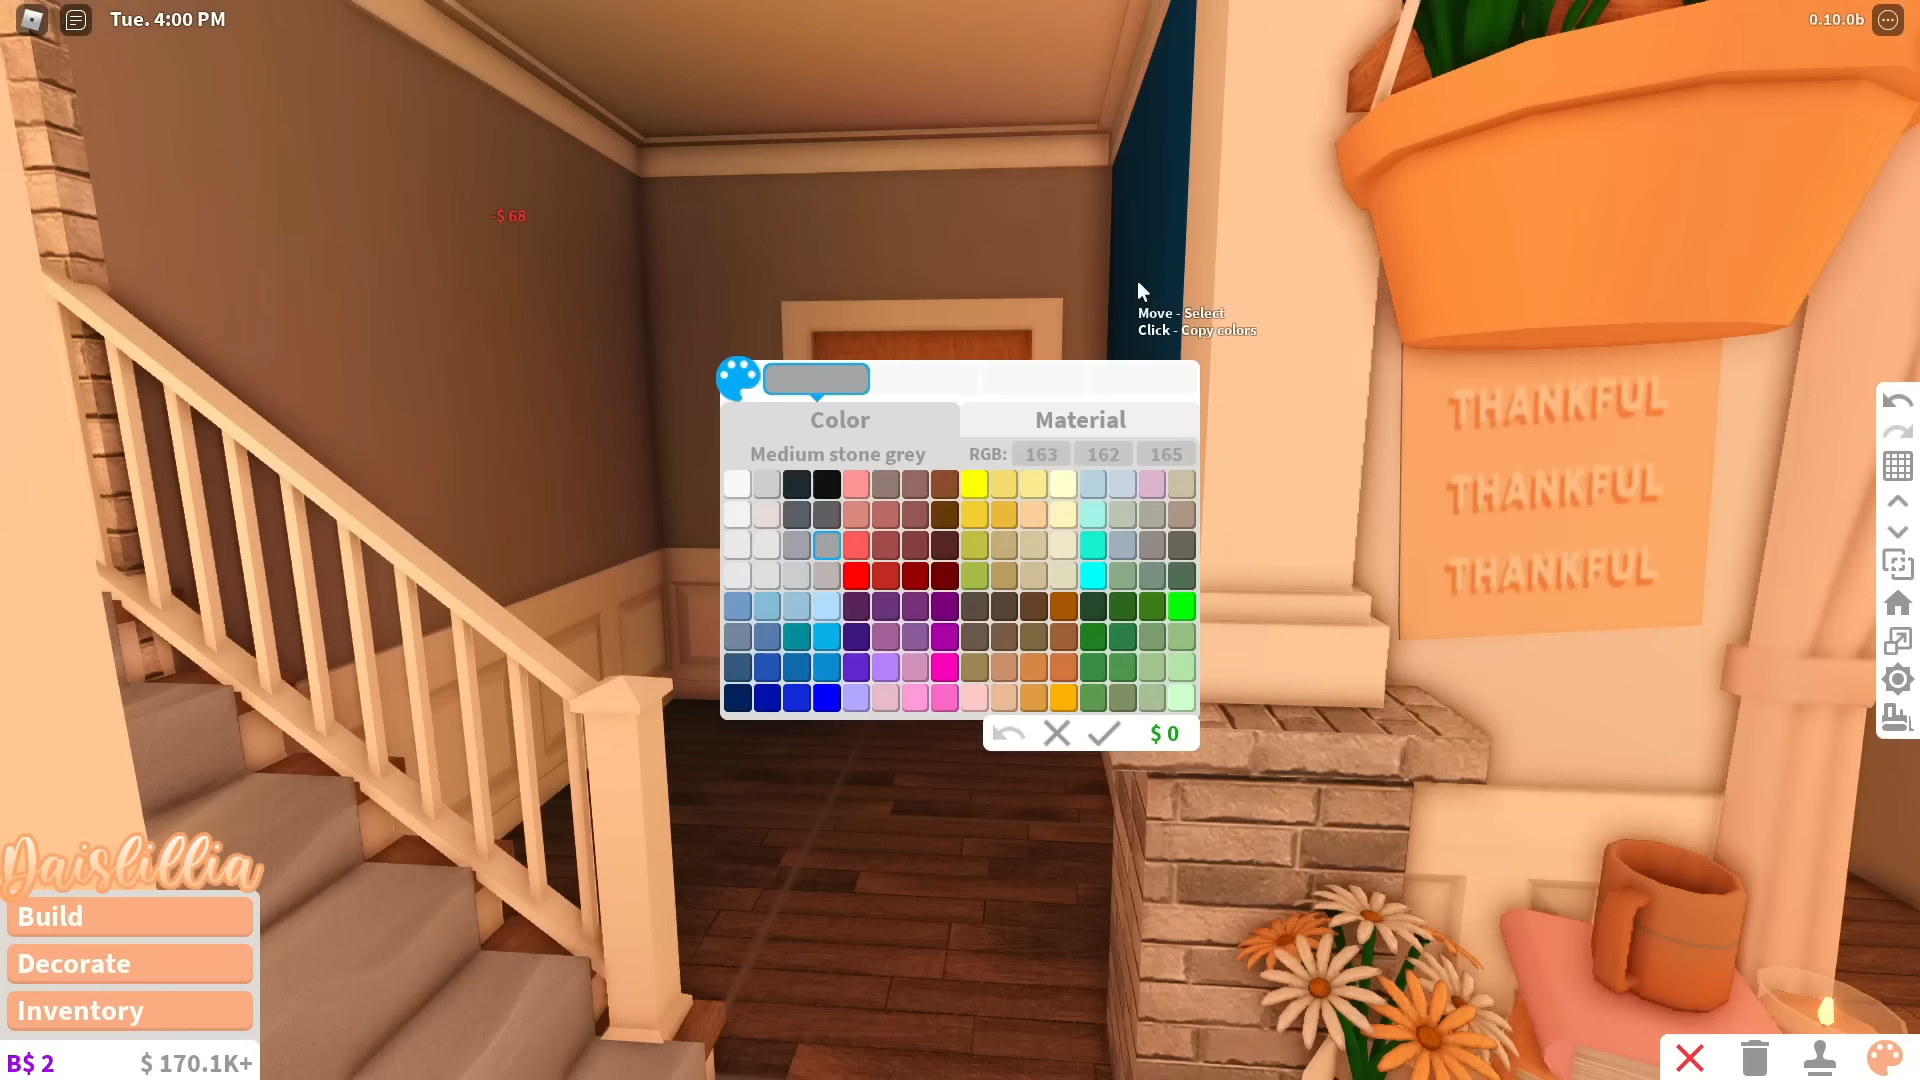 Tue. 4:00 PM
0.10.0b
-$ 68
Move - Select
Click - Copy colors
Color
Material
Medium stone grey
RGB:
163
162
165
$ 0
THANKFUL
THANKFUL
THANKFUL
Daislillia
Build
Decorate
Inventory
B$ 2
$ 170.1K+